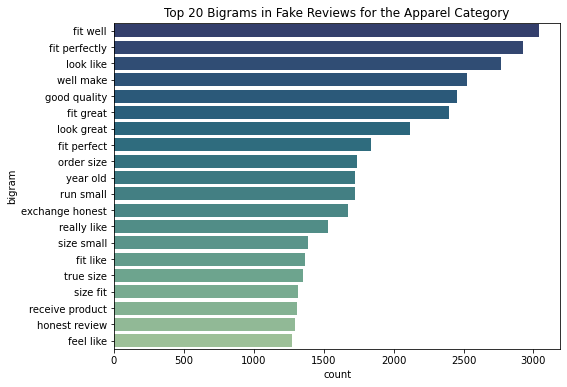 Top 20 Bigrams in Fake Reviews for the Apparel Category
fit well
fit perfectly
look like
well make
good quality
fit great
look great
fit perfect
order size
year old
run small
exchange honest
really like
size small
fit like
true size
size fit
receive product
honest review
feel like
bigram
0 500 1000 1500 2000 2500 3000
count